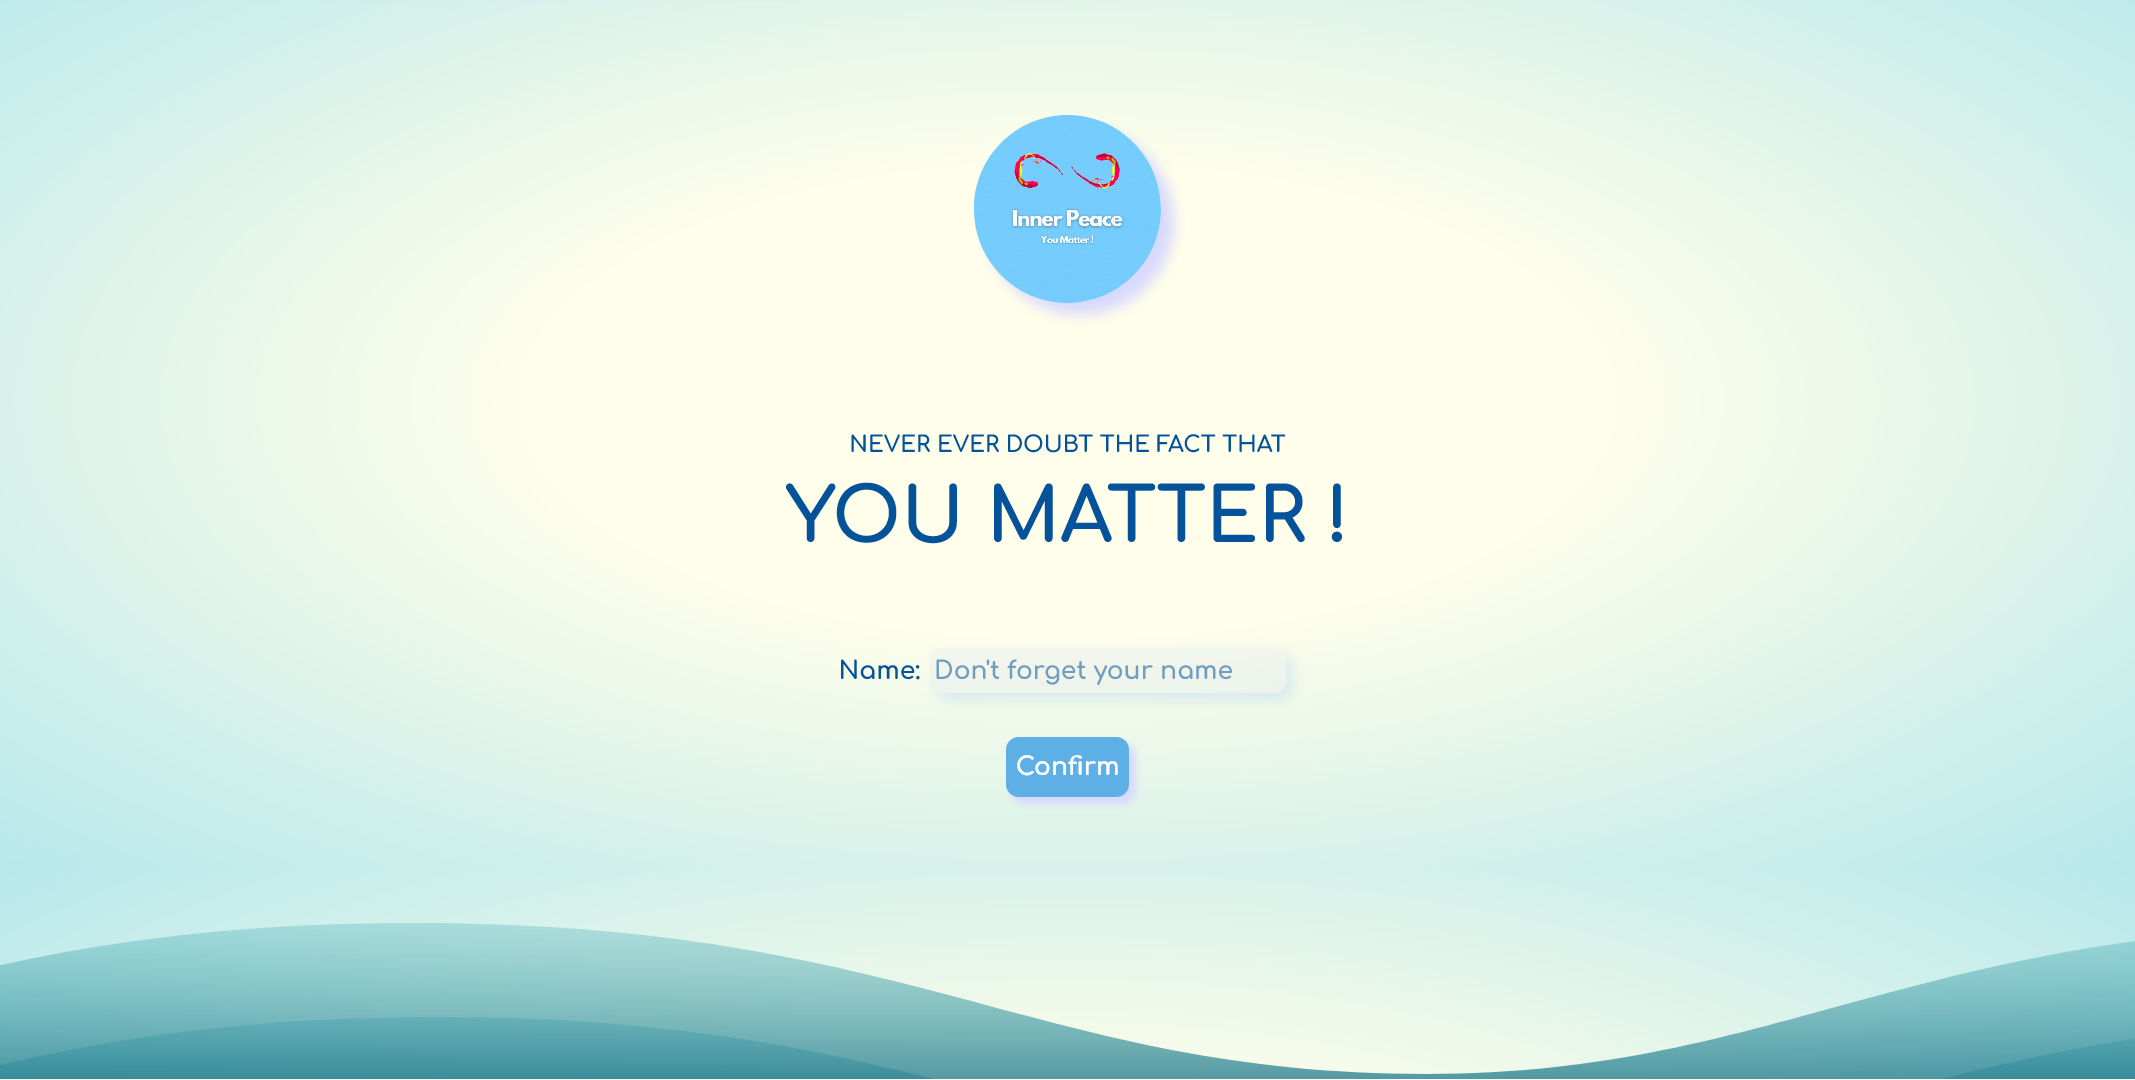 Inner Peace
You Matter !
NEVER EVER DOUBT THE FACT THAT
YOU MATTER !
Name: Don't forget your name
Confirm